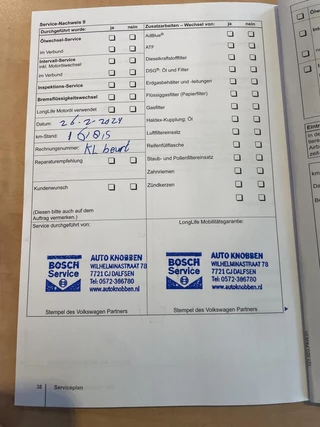 Service-Nachweis 8
Durchgeführt wurde: ja nein
Ölwechsel-Service
im Verbund
Intervall-Service
inkl. Motorölwechsel
im Verbund
Inspektions-Service
Bremsflüssigkeitswechsel
LongLife Motoröl verwendet
Datum: 26-2-2024
km-Stand:
Rechnungsnummer: KL beurt
Reparaturempfehlung
Kundenwunsch
(Diesen bitte auch auf dem
Auftrag vermerken.)
Service durchgeführt von:
BOSCH
Service
AUTO KNOBBEN
WILHELMINASTRAAT 78
7721 CJ DALFSEN
Tel: 0572-366780
www.autoknobben.nl
Stempel des Volkswagen Partners
Zusatzarbeiten – Wechsel von: ja nein
AdBlue®
ATF
Dieselkraftstofffilter
DSG®: Öl und Filter
Erdgasbehälter und -leitungen
Flüssiggasfilter (Papierfilter)
Gasfilter
Haldex-Kupplung: Öl
Luftfiltereinsatz
Reifenfüllflasche
Staub- und Pollenfiltereinsatz
Zahnriemen
Zündkerzen
LongLife Mobilitätsgarantie:
BOSCH
Service
AUTO KNOBBEN
WILHELMINASTRAAT 78
7721 CJ DALFSEN
Tel: 0572-366780
www.autoknobben.nl
Stempel des Volkswagen Partners
38 Serviceplan